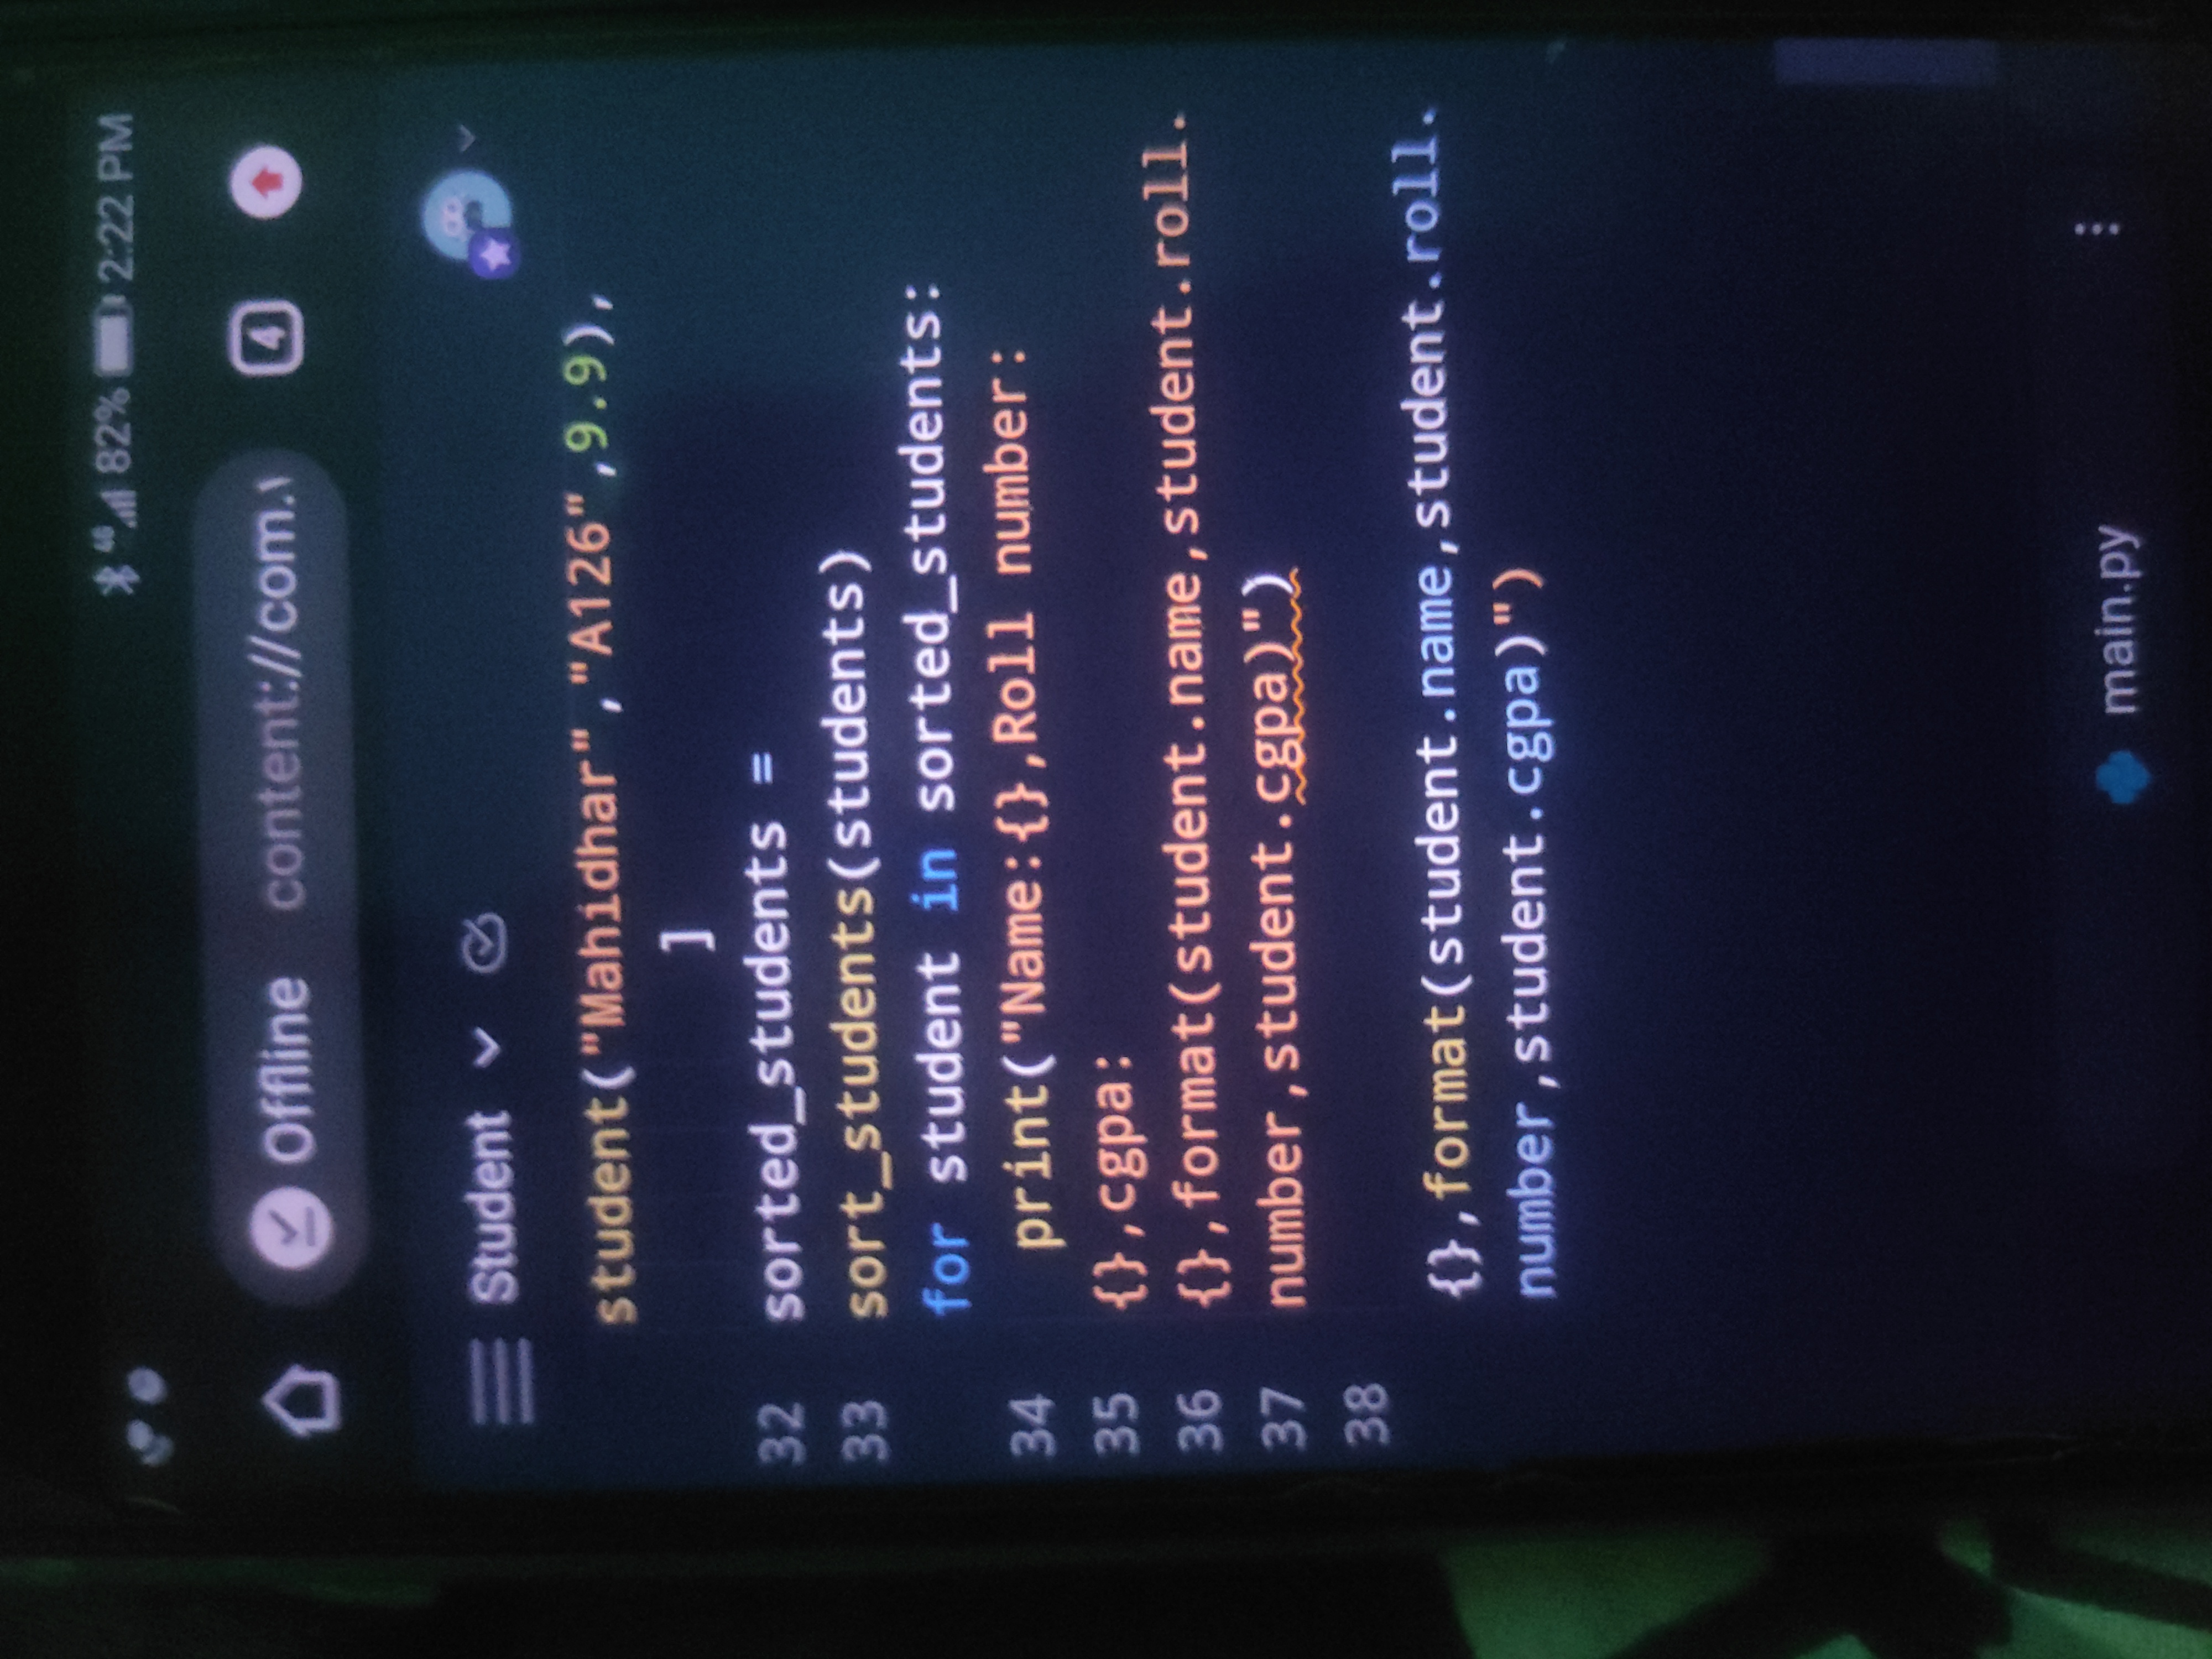 4G 82% 2:22 PM
Offline content://com.
4
Student
student("Mahidhar","A126",9.9),
]
32 sorted_students =
33 sort_students(students)
for student in sorted_students:
34 print("Name:{},Roll number:
35 {},cgpa:
36 {},format(student.name,student.roll.
37 number,student.cgpa)")
38
{},format(student.name,student.roll.
number,student.cgpa)")
main.py